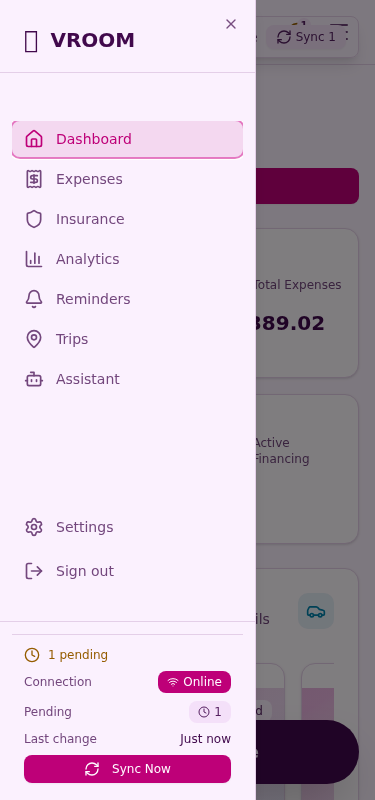 VROOM
Sync 1
Dashboard
Expenses
Insurance
Analytics
Reminders
Trips
Assistant
Settings
Sign out
1 pending
Connection
Online
Pending
1
Last change
Just now
Sync Now
Total Expenses
389.02
Active
Financing